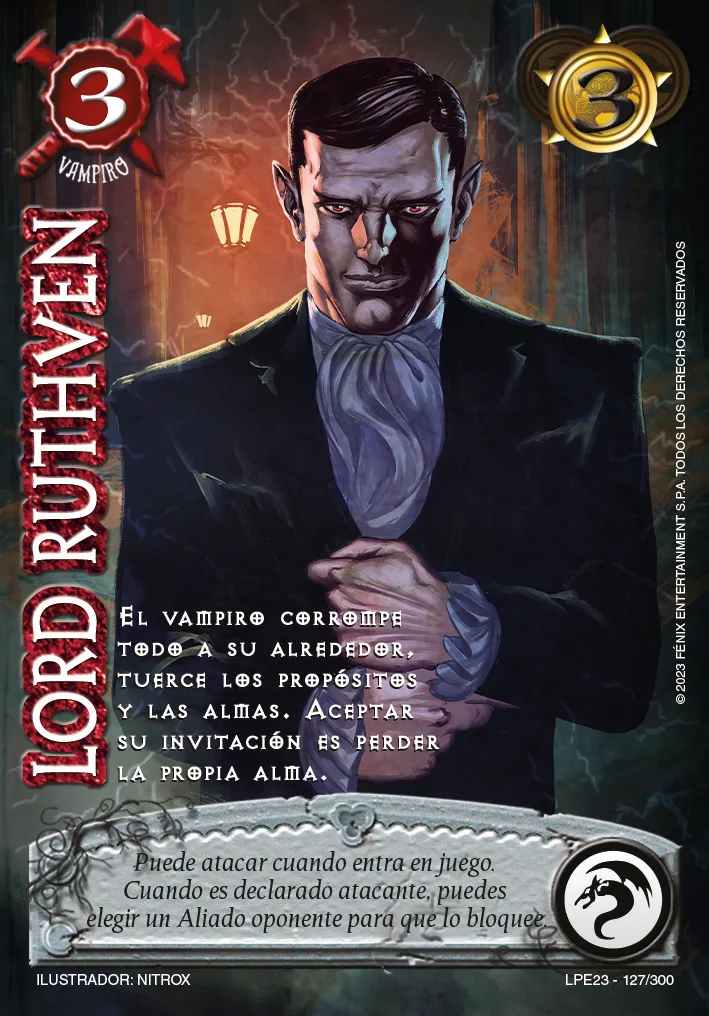 3
VAMPIRO
3
LORD RUTHVEN
El vampiro corrompe
todo a su alrededor,
tuerce los propósitos
y las almas. Aceptar
su invitación es perder
la propia alma.
© 2023 FÉNIX ENTERTAINMENT S.P.A. TODOS LOS DERECHOS RESERVADOS
Puede atacar cuando entra en juego.
Cuando es declarado atacante, puedes
elegir un Aliado oponente para que lo bloquee.
ILUSTRADOR: NITROX
LPE23 - 127/300